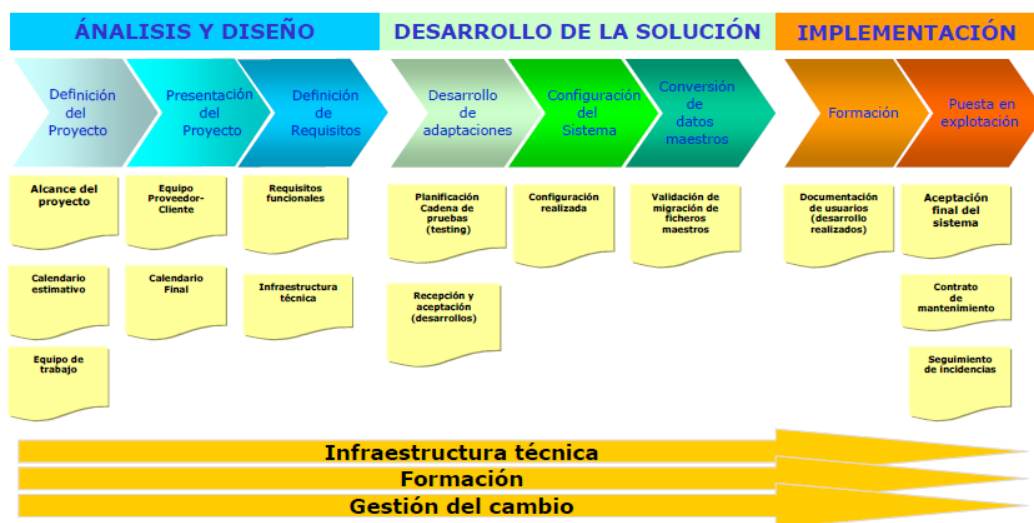 ÁNALISIS Y DISEÑO
DESARROLLO DE LA SOLUCIÓN
IMPLEMENTACIÓN
Definición
del
Proyecto
Presentación
del
Proyecto
Definición
de
Requisitos
Desarrollo
de
adaptaciones
Configuración
del
Sistema
Conversión
de
datos
maestros
Formación
Puesta en
explotación
Alcance del
proyecto
Equipo
Proveedor-
Cliente
Requisitos
funcionales
Planificación
Cadena de
pruebas
(testing)
Configuración
realizada
Validación de
migración de
ficheros
maestros
Documentación
de usuarios
(desarrollo
realizados)
Aceptación
final del
sistema
Calendario
estimativo
Calendario
Final
Infraestructura
técnica
Recepción y
aceptación
(desarrollos)
Contrato
de
mantenimiento
Equipo de
trabajo
Seguimiento
de incidencias
Infraestructura técnica
Formación
Gestión del cambio